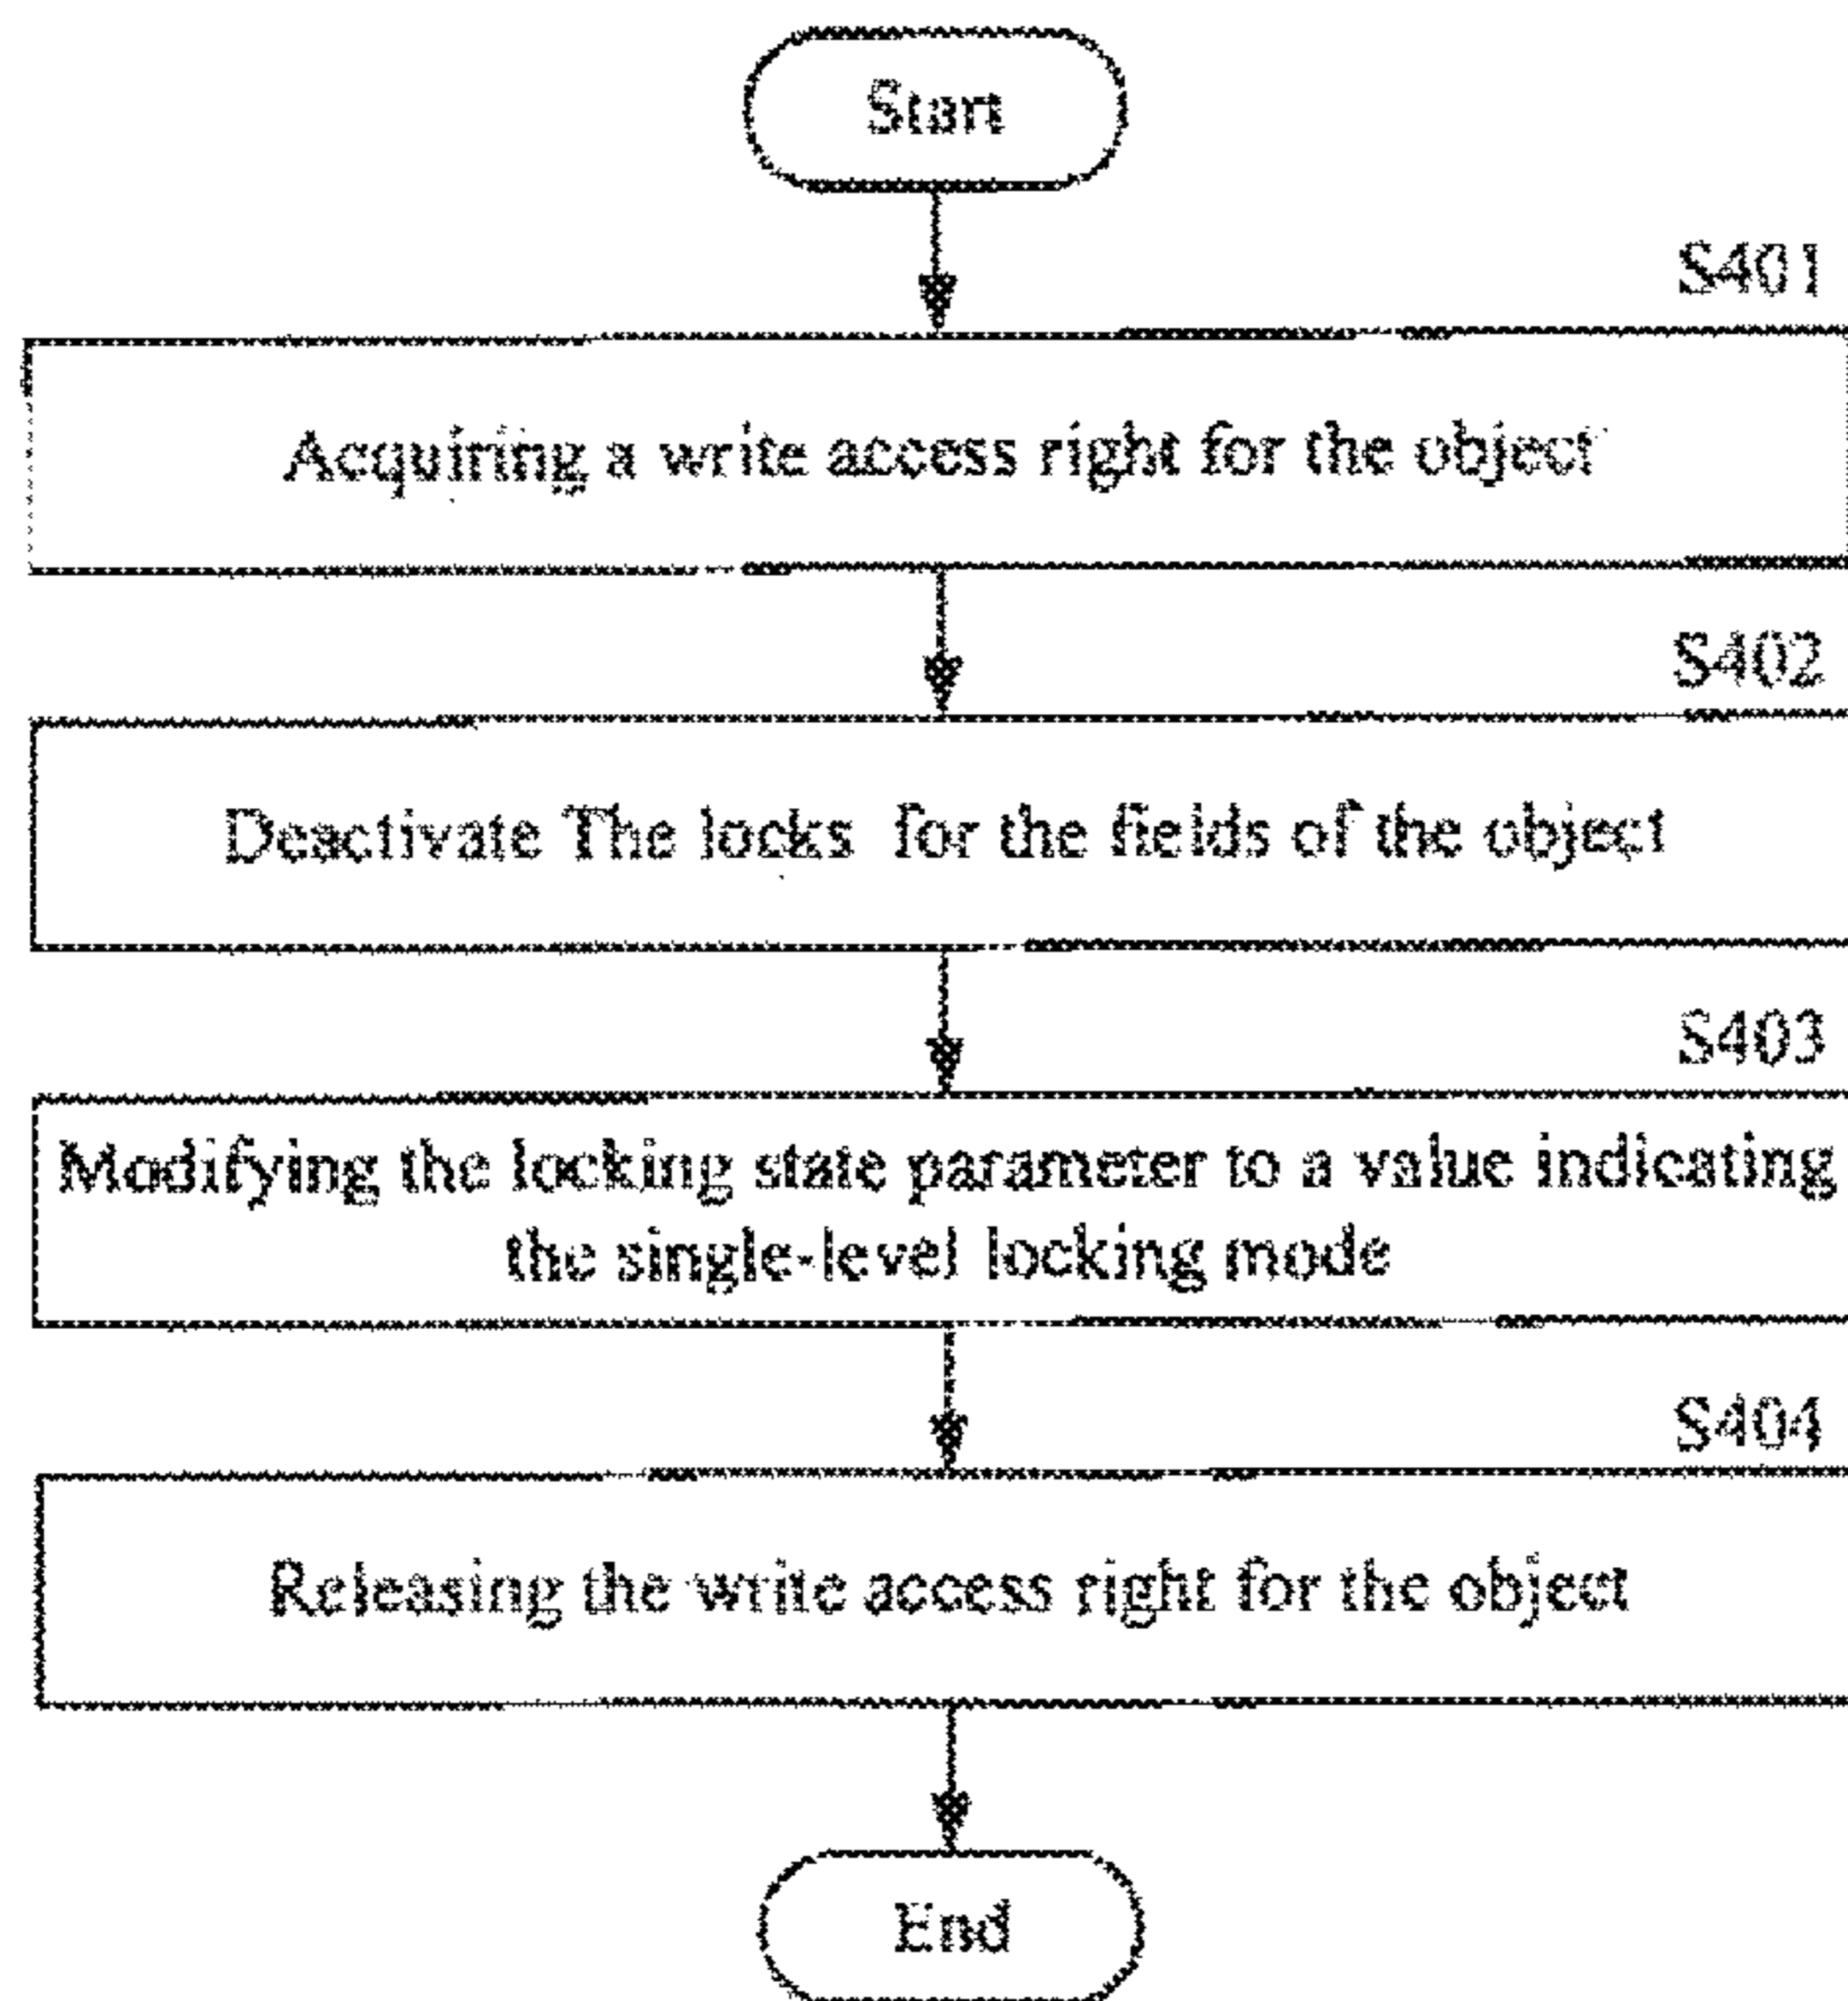 Start
S401
Acquiring a write access right for the object
S402
Deactivate The locks for the fields of the object
S403
Modifying the locking state parameter to a value indicating
the single-level locking mode
S404
Releasing the write access right for the object
End